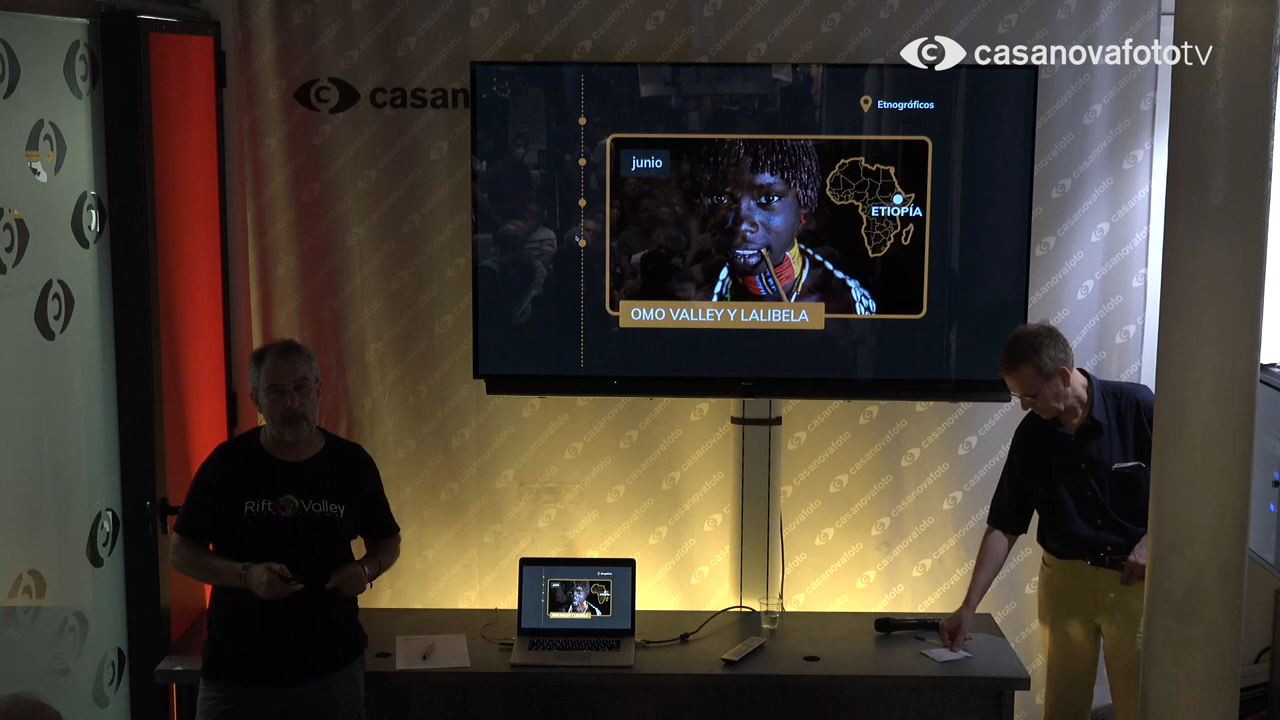 casanovafototv
casan
Etnográficos
junio
ETIOPÍA
OMO VALLEY Y LALIBELA
Rift Valley
casanovafoto